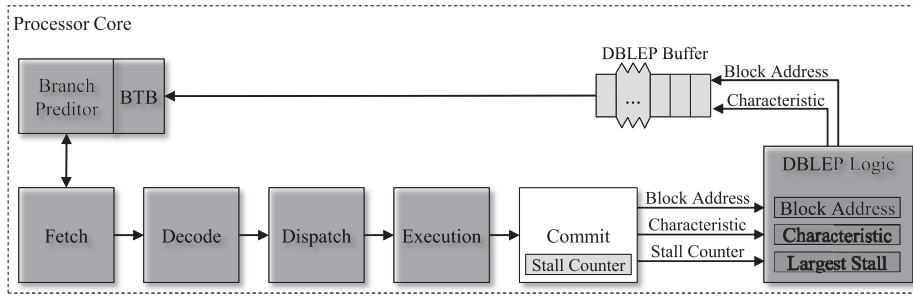 Processor Core
DBLEP Buffer
Branch
Preditor
BTB
...
Block Address
Characteristic
DBLEP Logic
Block Address
Characteristic
Largest Stall
Fetch
Decode
Dispatch
Execution
Commit
Stall Counter
Block Address
Characteristic
Stall Counter